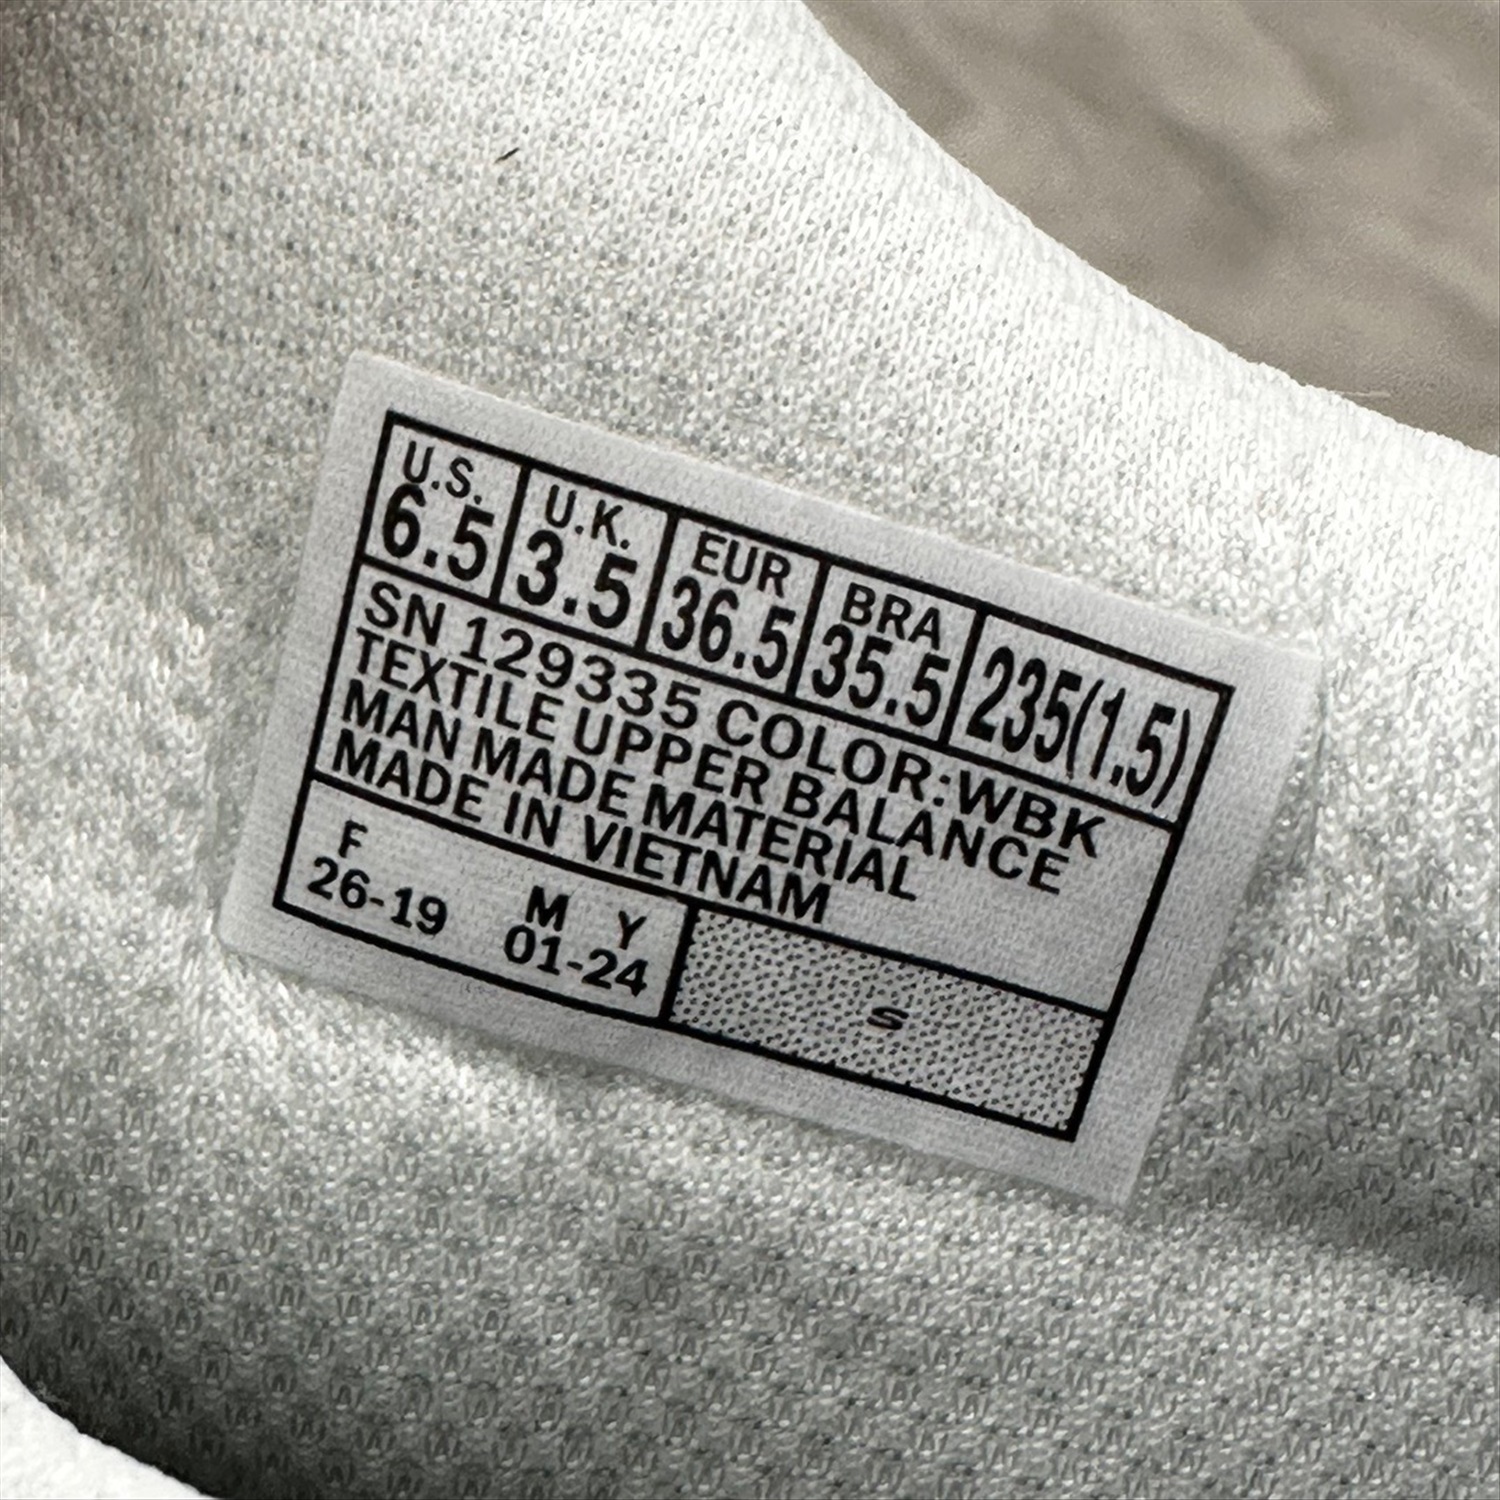 U.S. U.K. EUR BRA
6.5 3.5 36.5 35.5 235(1.5)
SN 129335 COLOR:WBK
TEXTILE UPPER BALANCE
MAN MADE MATERIAL
MADE IN VIETNAM
F M Y
26-19 01-24
S